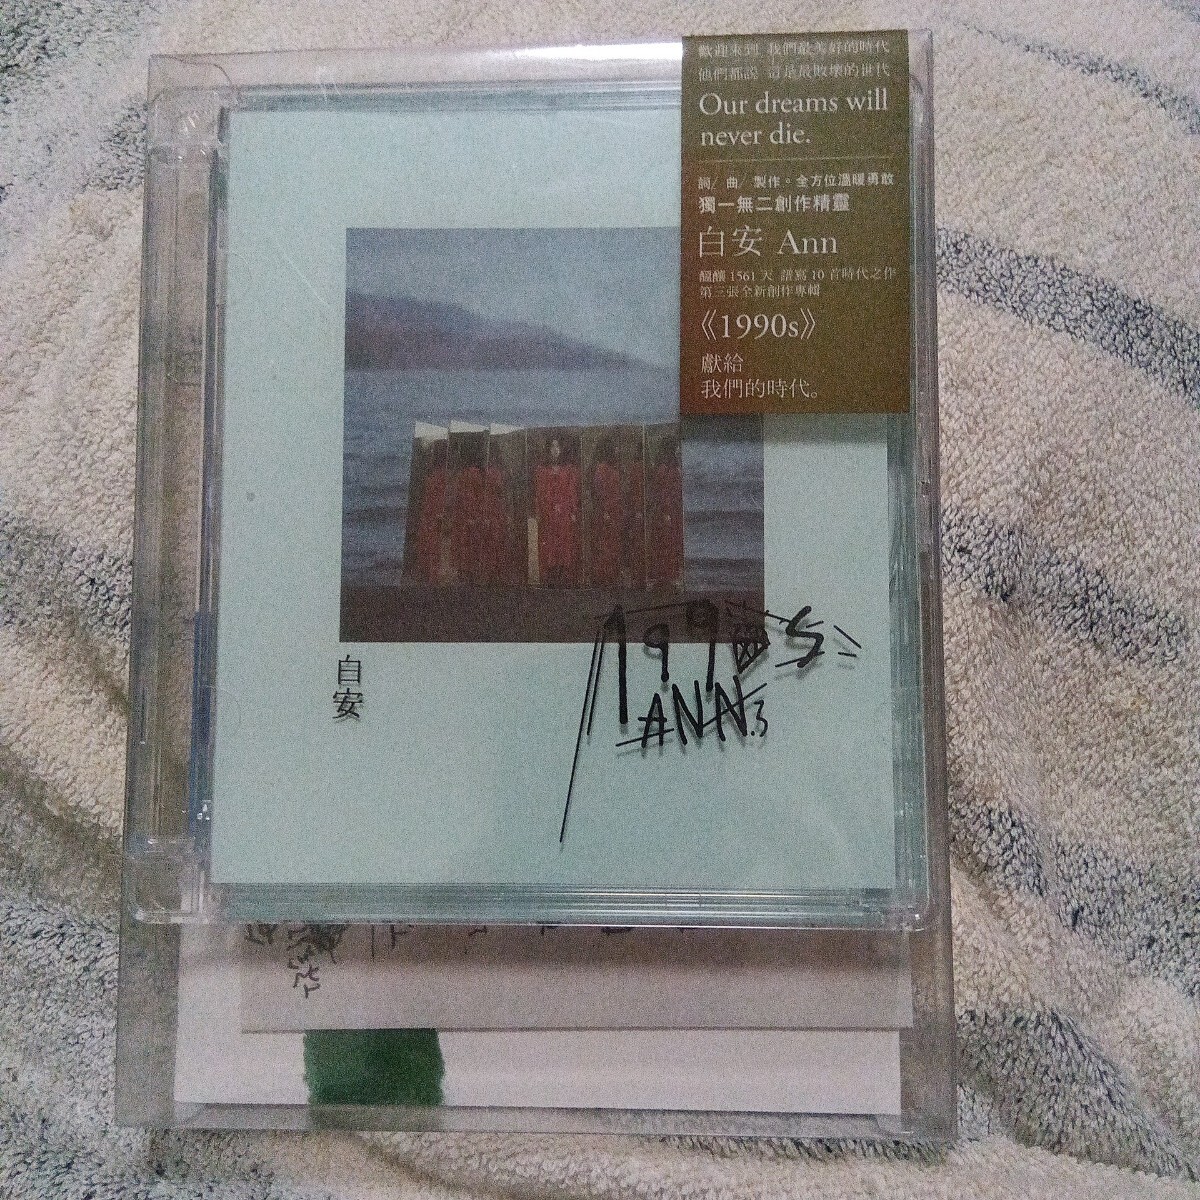 歡迎來到 我們最美好的時代
他們都說 這是最敗壞的世代
Our dreams will
never die.
詞/ 曲/ 製作。全方位溫暖勇敢
獨一無二創作精靈
白安 Ann
醞釀 1561 天 譜寫 10 首時代之作
第三張全新創作專輯
《1990s》
獻給
我們的時代。
白安
1990s
ANN.3